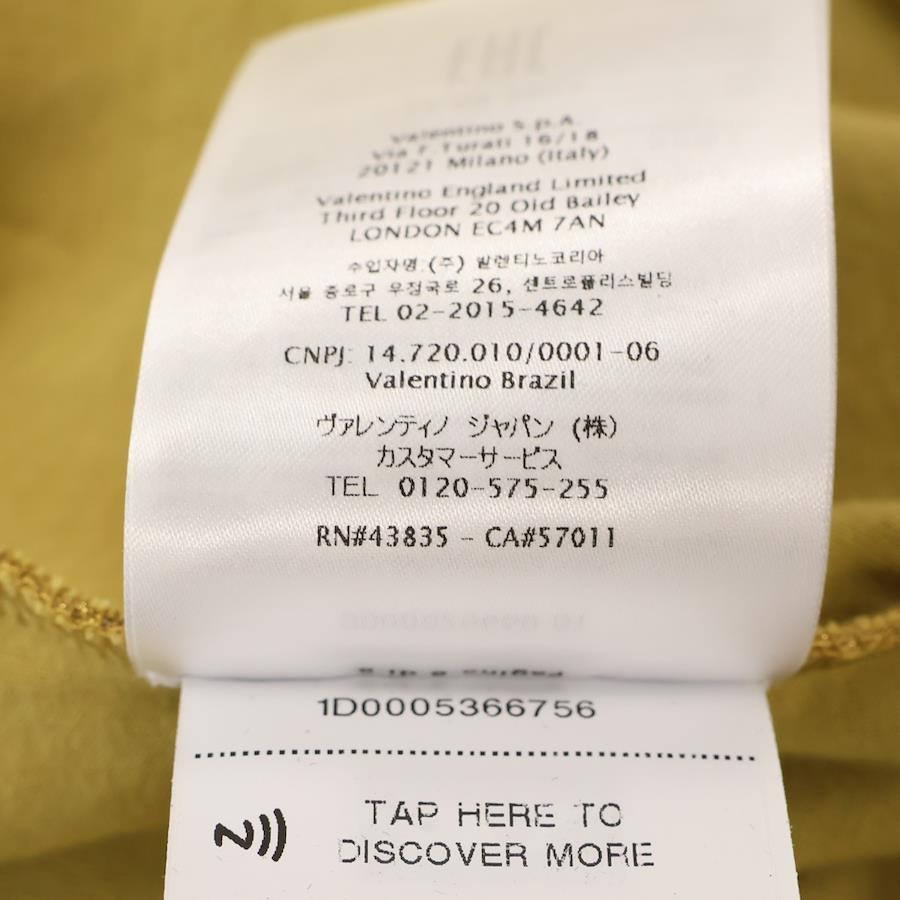 EAC
Valentino S.p.A.
Via F. Turati 16/18
20121 Milano (Italy)
Valentino England Limited
Third Floor 20 Old Bailey
LONDON EC4M 7AN
수입자명 : (주) 발렌티노코리아
서울 종로구 우정국로 26, 센트로폴리스빌딩
TEL 02-2015-4642
CNPJ: 14.720.010/0001-06
Valentino Brazil
ヴァレンティノ ジャパン (株)
カスタマーサービス
TEL 0120-575-255
RN#43835 - CA#57011
1D0005366756
TAP HERE TO
DISCOVER MORE